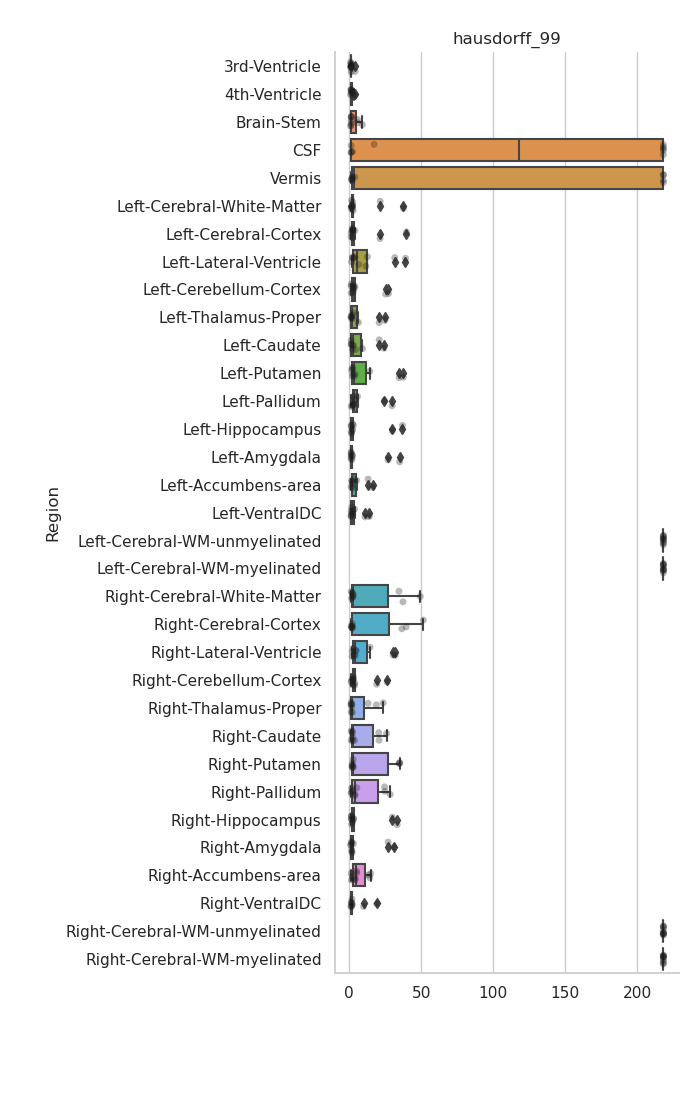 hausdorff_99
3rd-Ventricle
4th-Ventricle
Brain-Stem
CSF
Vermis
Left-Cerebral-White-Matter
Left-Cerebral-Cortex
Left-Lateral-Ventricle
Left-Cerebellum-Cortex
Left-Thalamus-Proper
Left-Caudate
Left-Putamen
Left-Pallidum
Left-Hippocampus
Left-Amygdala
Left-Accumbens-area
Left-VentralDC
Left-Cerebral-WM-unmyelinated
Left-Cerebral-WM-myelinated
Right-Cerebral-White-Matter
Right-Cerebral-Cortex
Right-Lateral-Ventricle
Right-Cerebellum-Cortex
Right-Thalamus-Proper
Right-Caudate
Right-Putamen
Right-Pallidum
Right-Hippocampus
Right-Amygdala
Right-Accumbens-area
Right-VentralDC
Right-Cerebral-WM-unmyelinated
Right-Cerebral-WM-myelinated
Region
0 50 100 150 200